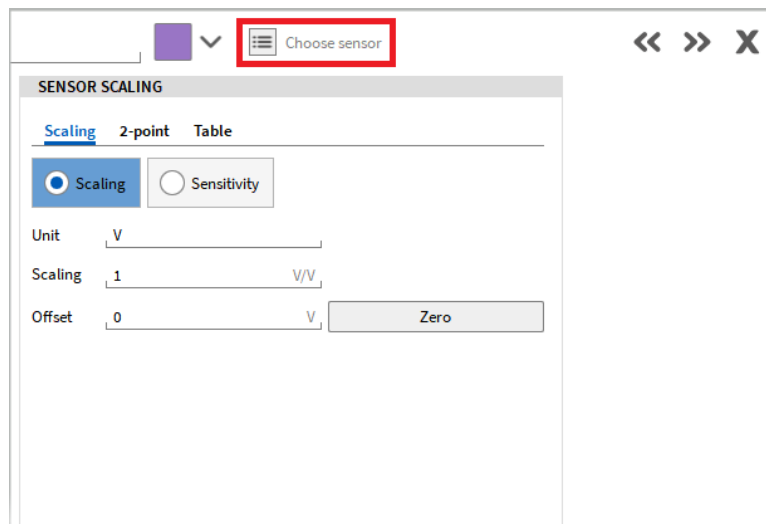 Choose sensor
SENSOR SCALING
Scaling 2-point Table
Scaling Sensitivity
Unit V
Scaling 1 V/V
Offset 0 V Zero